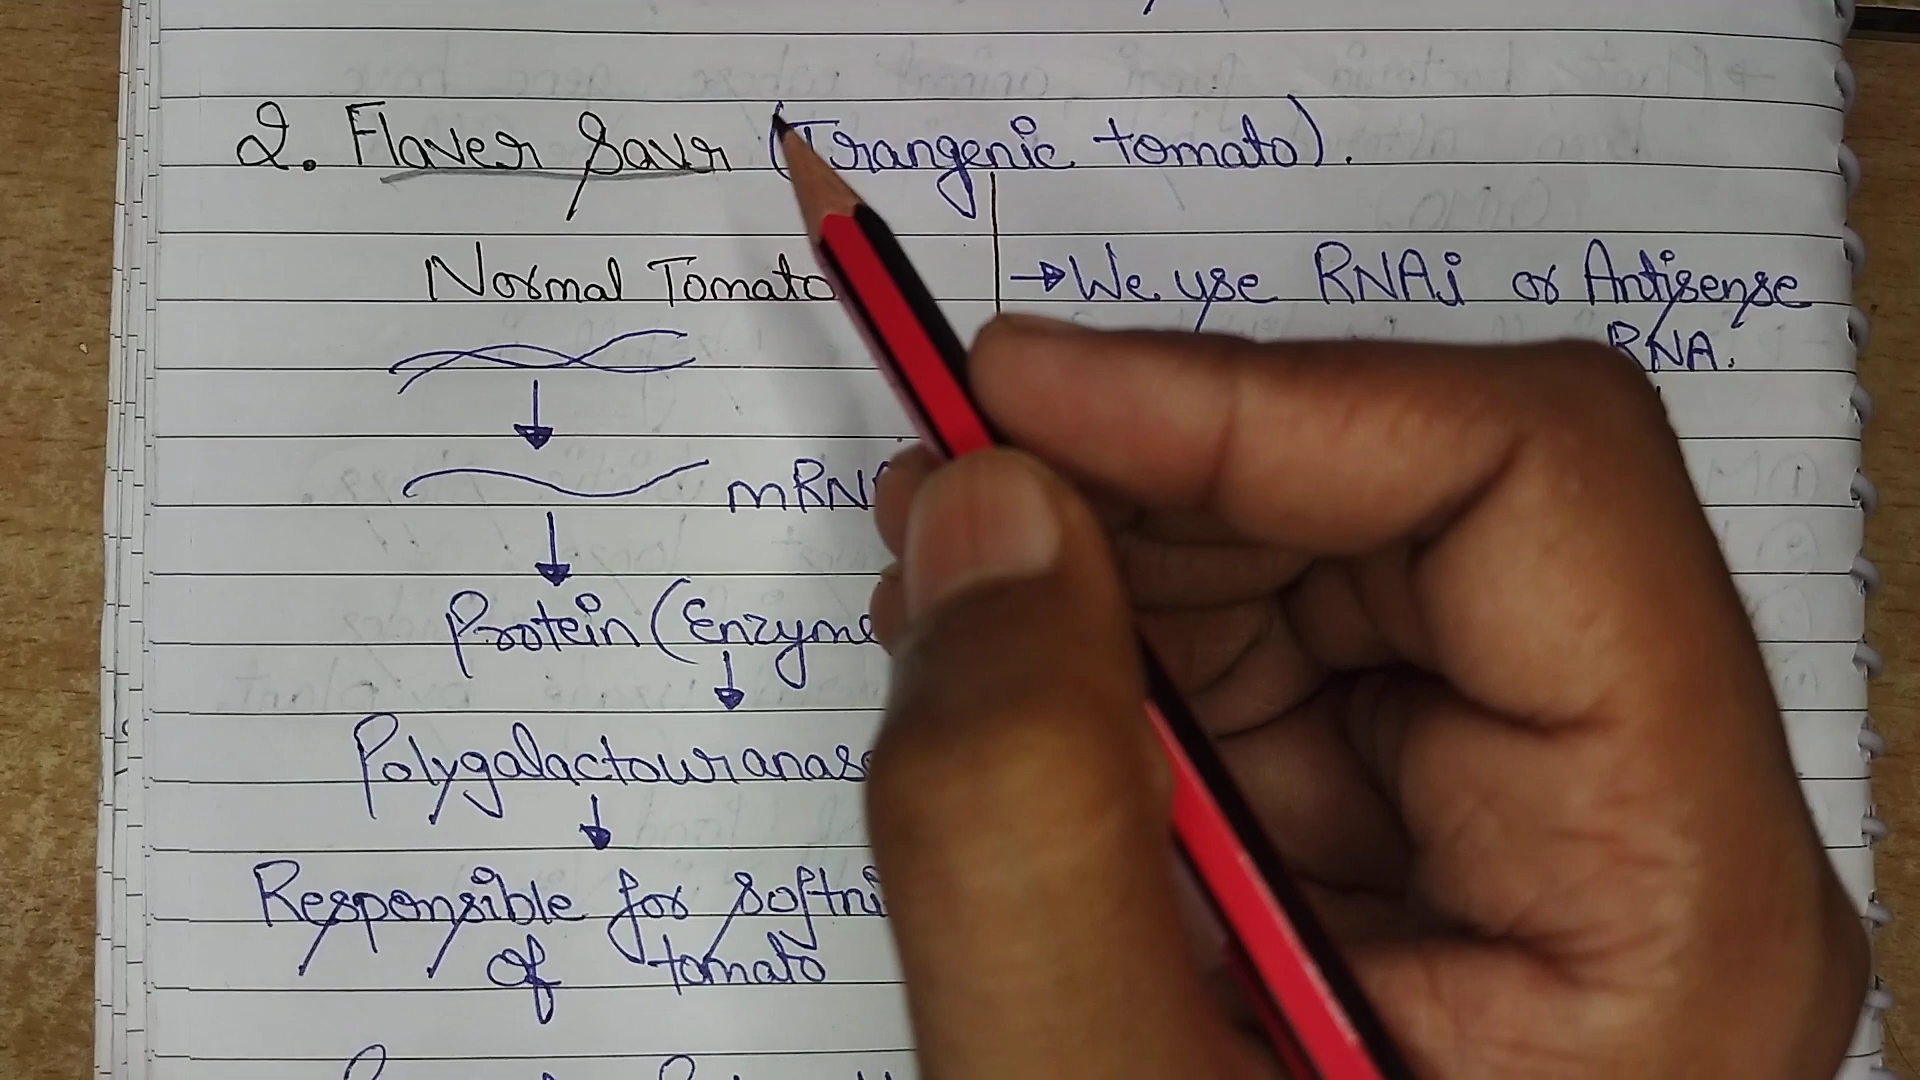 2. Flaver Savr (Trangenic tomato).
Normal Tomato
mRN
Protein (Enzyme
Polygalactouranase
Responsible for softni
of tomato
→ We use RNAi or Antisense
RNA.